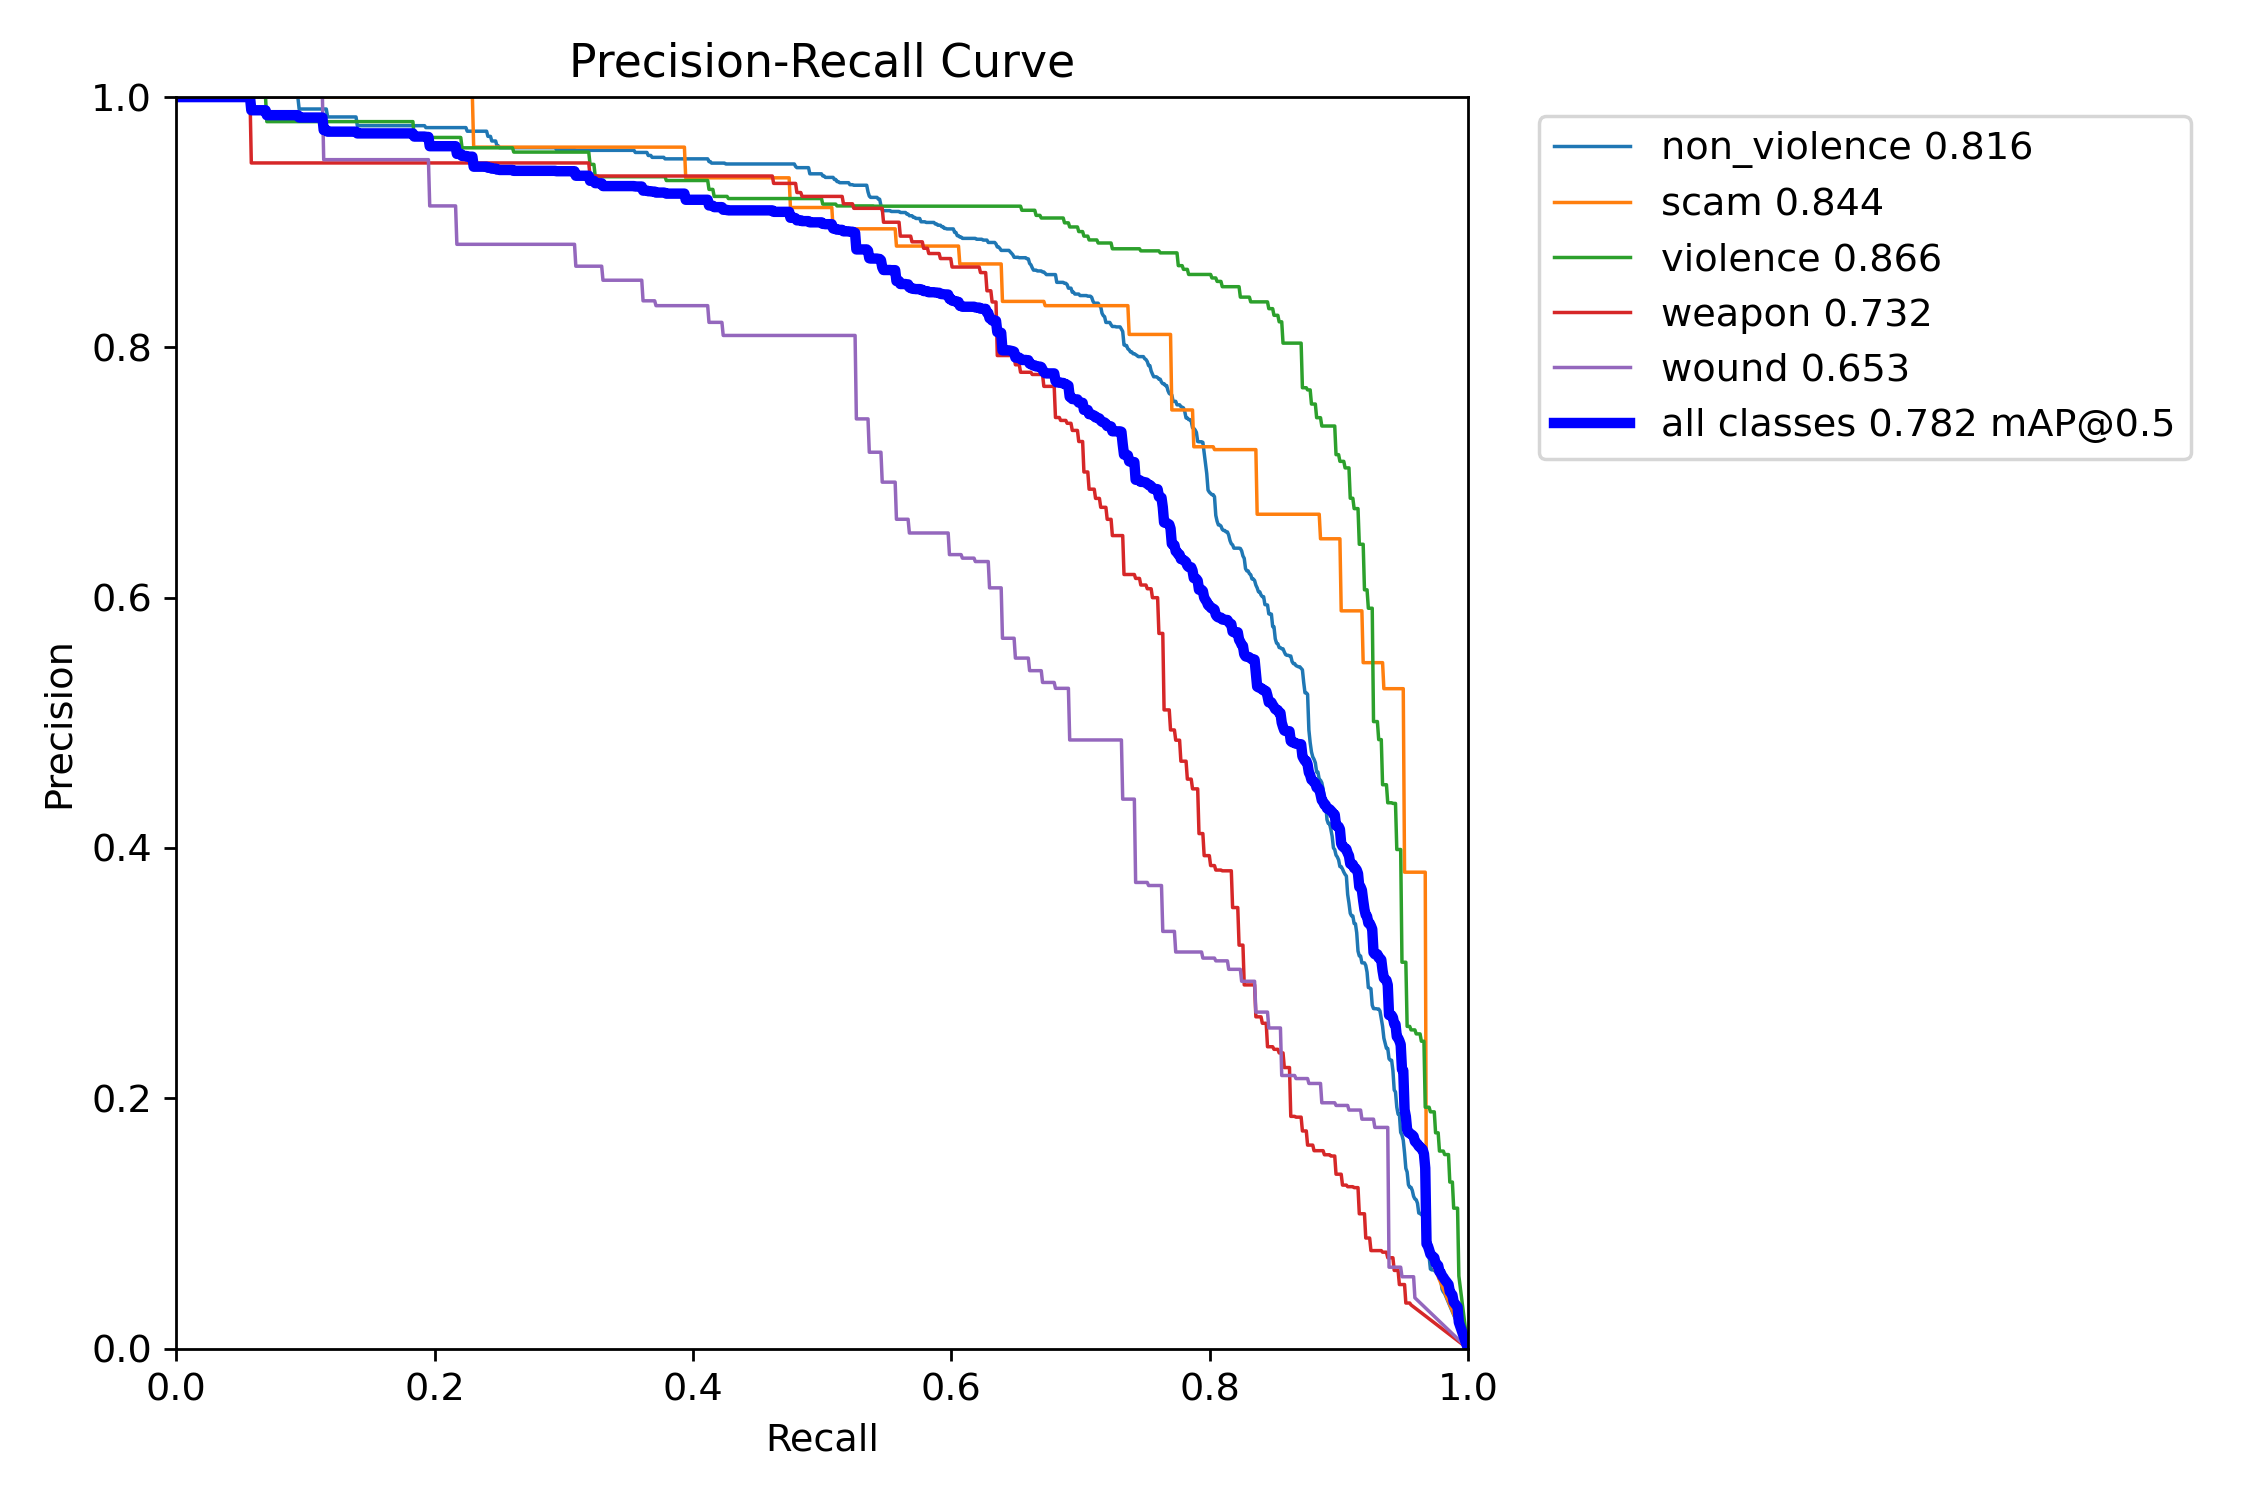 Precision-Recall Curve
1.0
0.8
0.6
0.4
0.2
0.0
Precision
0.0 0.2 0.4 0.6 0.8 1.0
Recall
non_violence 0.816
scam 0.844
violence 0.866
weapon 0.732
wound 0.653
all classes 0.782 mAP@0.5